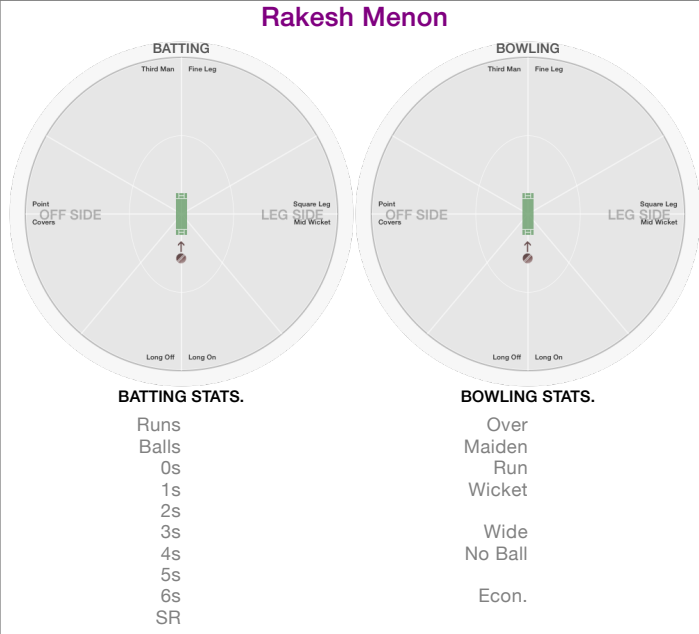 Rakesh Menon
BATTING
Third Man Fine Leg
Point
OFF SIDE
Covers
Square Leg
LEG SIDE
Mid Wicket
Long Off Long On
BOWLING
Third Man Fine Leg
Point
OFF SIDE
Covers
Square Leg
LEG SIDE
Mid Wicket
Long Off Long On
BATTING STATS.
Runs
Balls
0s
1s
2s
3s
4s
5s
6s
SR
BOWLING STATS.
Over
Maiden
Run
Wicket
Wide
No Ball
Econ.